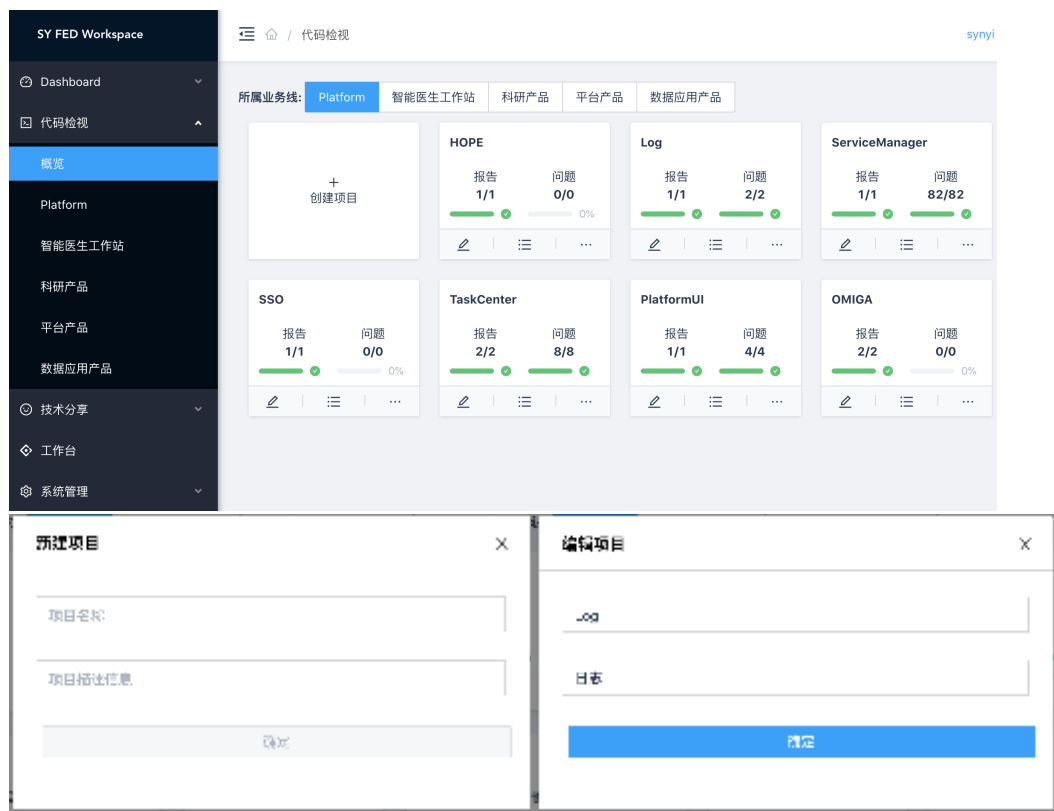 SY FED Workspace
/ 代码检视
synyi
Dashboard
代码检视
概览
Platform
智能医生工作站
科研产品
平台产品
数据应用产品
技术分享
工作台
系统管理
所属业务线: Platform 智能医生工作站 科研产品 平台产品 数据应用产品
+
创建项目
HOPE
报告 问题
1/1 0/0
0%
Log
报告 问题
1/1 2/2
ServiceManager
报告 问题
1/1 82/82
SSO
报告 问题
1/1 0/0
0%
TaskCenter
报告 问题
2/2 8/8
PlatformUI
报告 问题
1/1 4/4
OMIGA
报告 问题
2/2 0/0
0%
新建项目
项目名称
项目描述信息
确定
编辑项目
Log
日志
确定